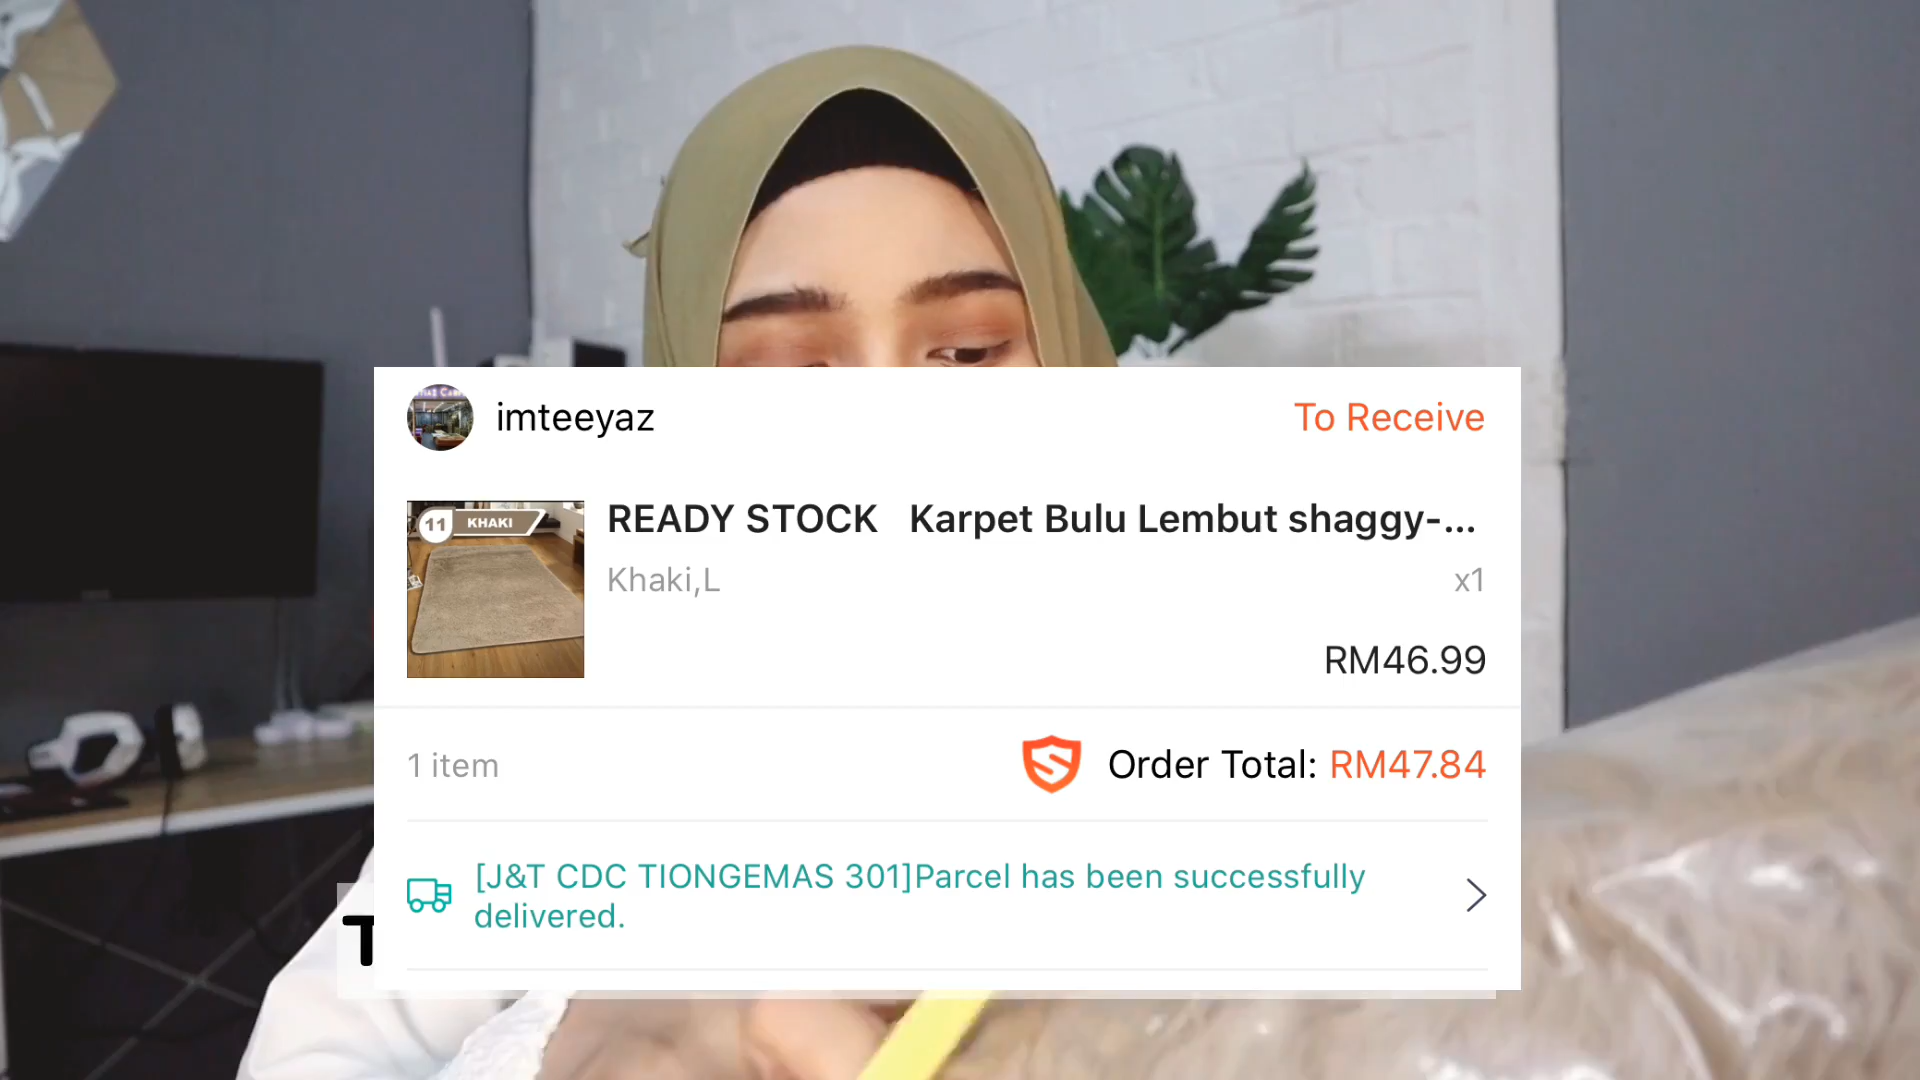 imteeyaz
To Receive
11 KHAKI
READY STOCK Karpet Bulu Lembut shaggy-...
Khaki,L
x1
RM46.99
1 item
Order Total: RM47.84
[J&T CDC TIONGEMAS 301]Parcel has been successfully
delivered.
T